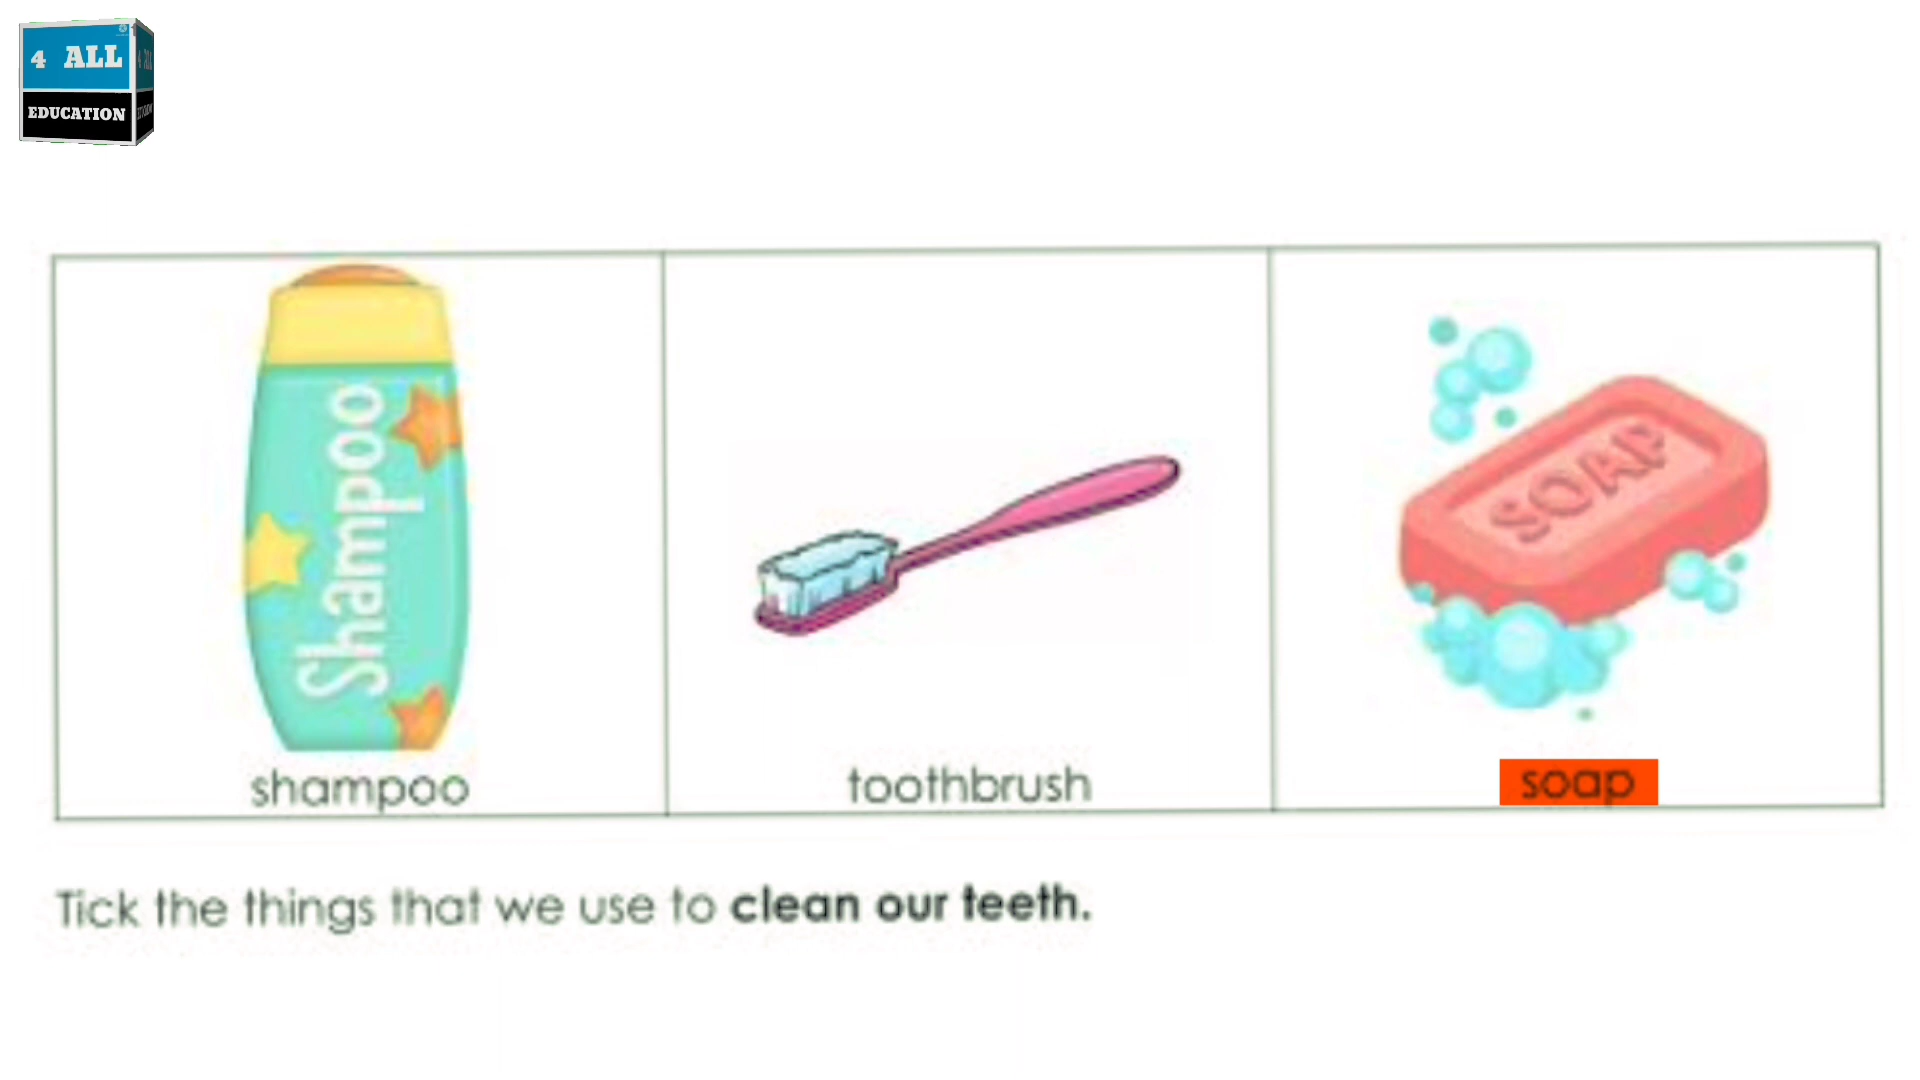 4 ALL
EDUCATION
Shampoo
SOAP
shampoo
toothbrush
soap
Tick the things that we use to clean our teeth.